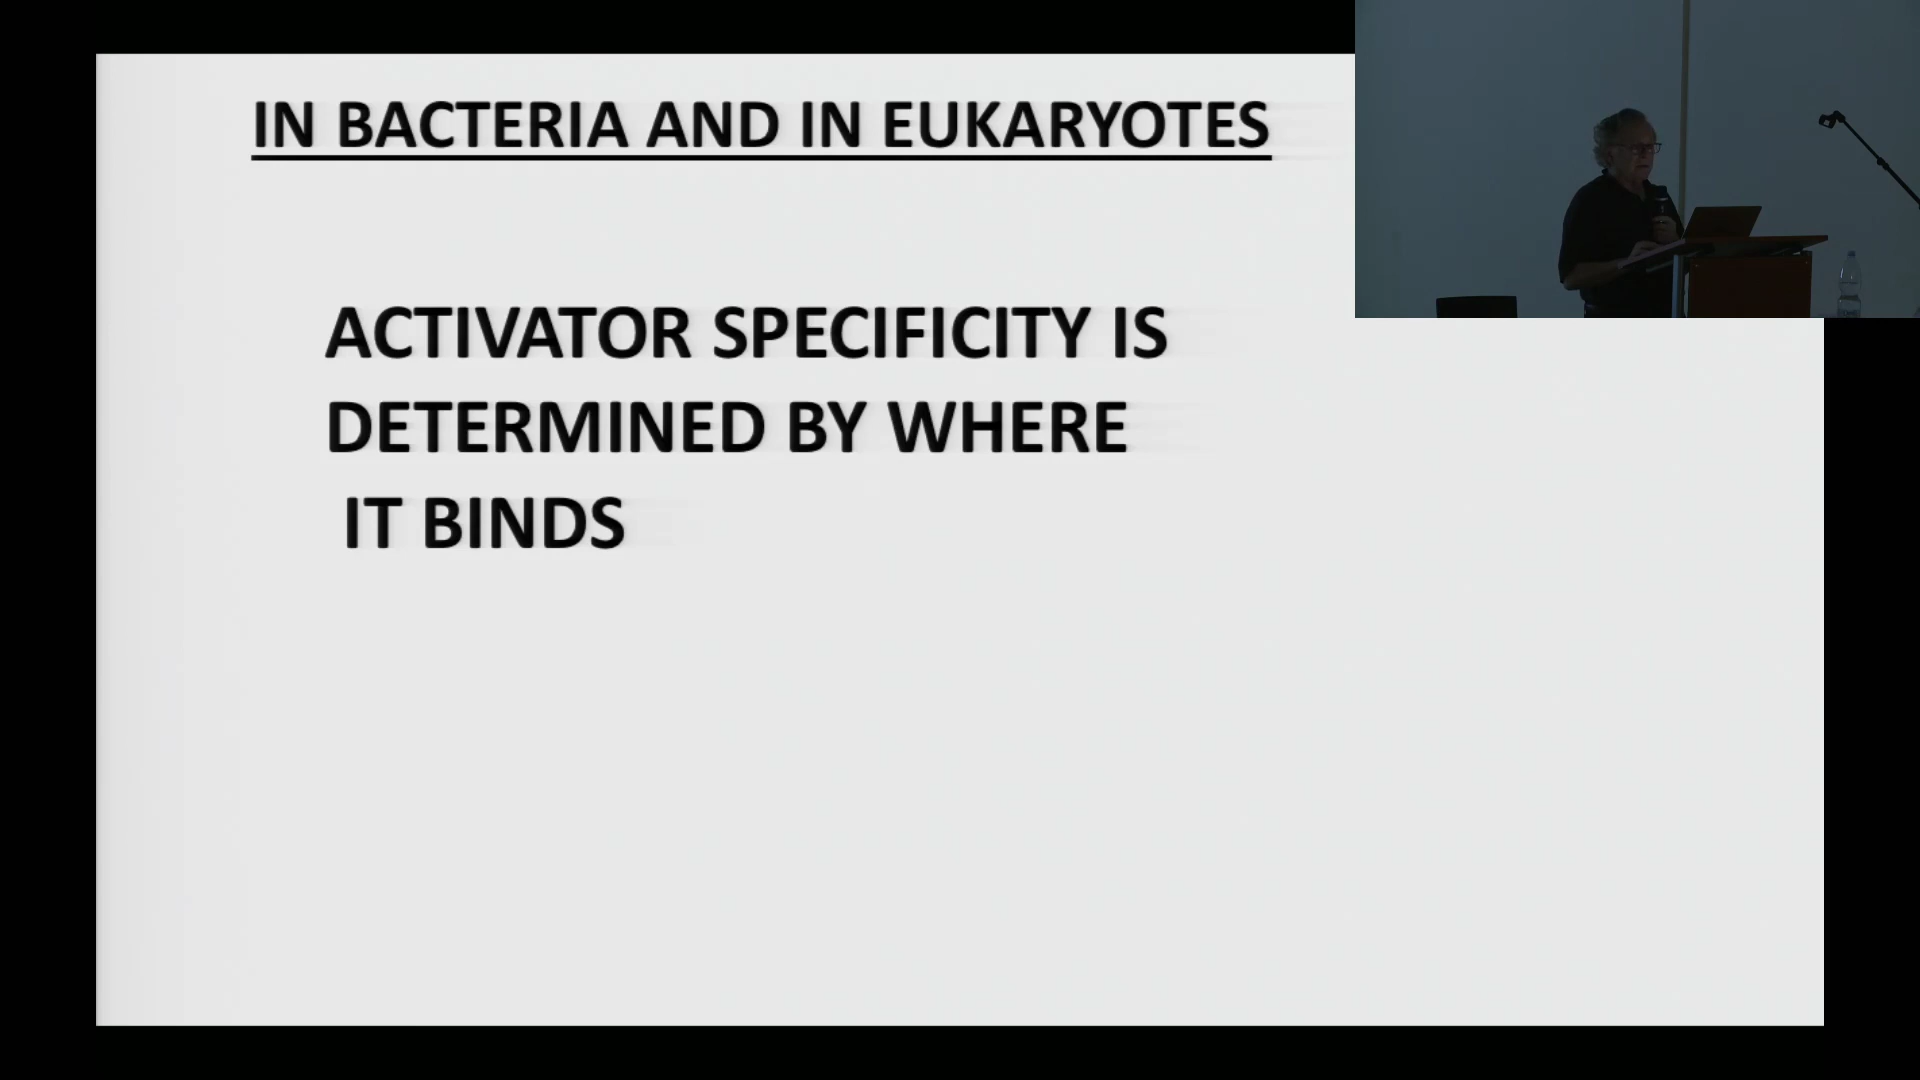 IN BACTERIA AND IN EUKARYOTES
ACTIVATOR SPECIFICITY IS
DETERMINED BY WHERE
IT BINDS